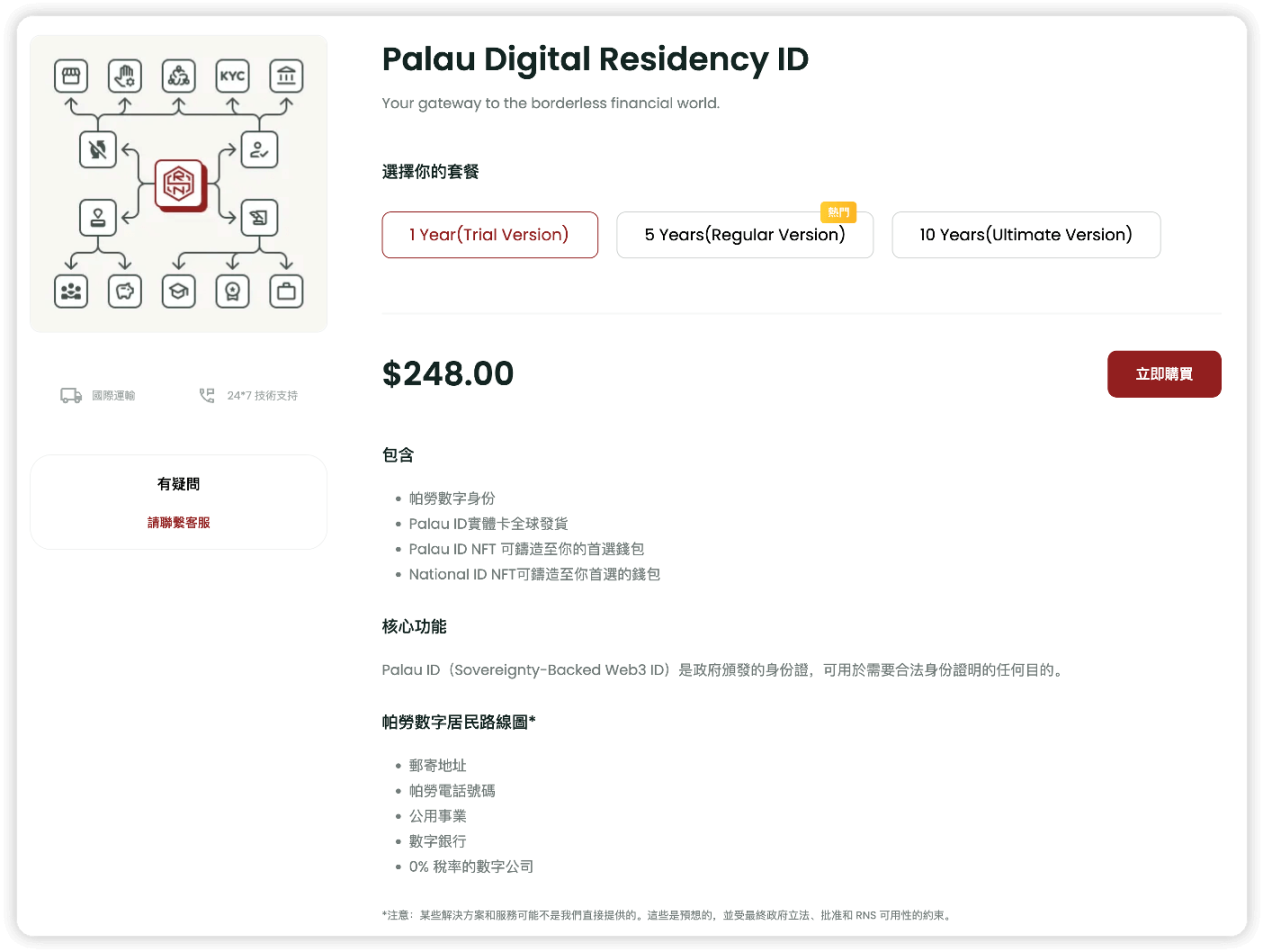 KYC
RN
國際運輸
24*7 技術支持
有疑問
請聯繫客服
Palau Digital Residency ID
Your gateway to the borderless financial world.
選擇你的套餐
1 Year(Trial Version)
熱門
5 Years(Regular Version)
10 Years(Ultimate Version)
$248.00
立即購買
包含
• 帕勞數字身份
• Palau ID實體卡全球發貨
• Palau ID NFT 可鑄造至你的首選錢包
• National ID NFT可鑄造至你首選的錢包
核心功能
Palau ID（Sovereignty-Backed Web3 ID）是政府頒發的身份證，可用於需要合法身份證明的任何目的。
帕勞數字居民路線圖*
• 郵寄地址
• 帕勞電話號碼
• 公用事業
• 數字銀行
• 0% 稅率的數字公司
*注意：某些解決方案和服務可能不是我們直接提供的。這些是預想的，並受最終政府立法、批准和 RNS 可用性的約束。